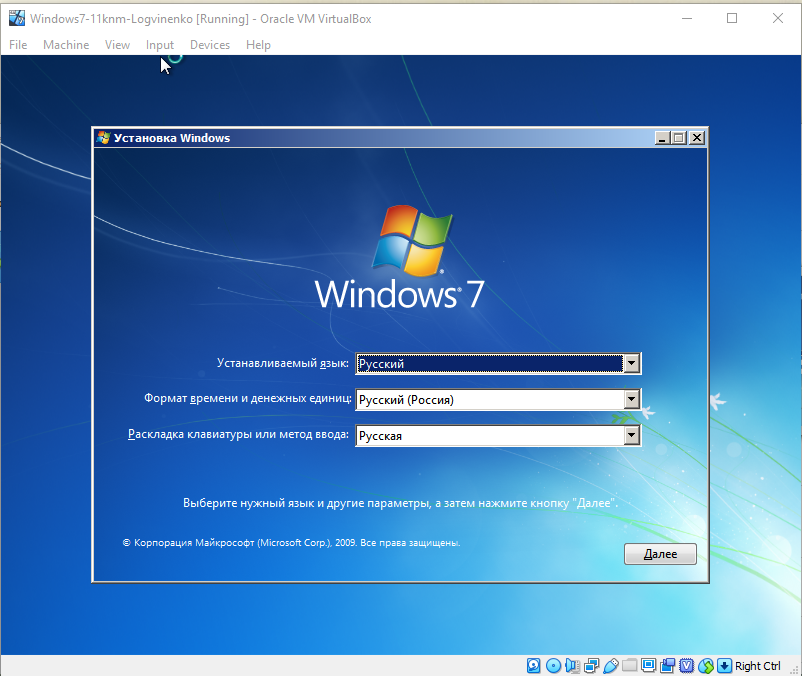 Windows7-11knm-Logvinenko [Running] - Oracle VM VirtualBox
File Machine View Input Devices Help
Установка Windows
Windows 7
Устанавливаемый язык: Русский
Формат времени и денежных единиц: Русский (Россия)
Раскладка клавиатуры или метод ввода: Русская
Выберите нужный язык и другие параметры, а затем нажмите кнопку "Далее".
© Корпорация Майкрософт (Microsoft Corp.), 2009. Все права защищены.
Далее
Right Ctrl